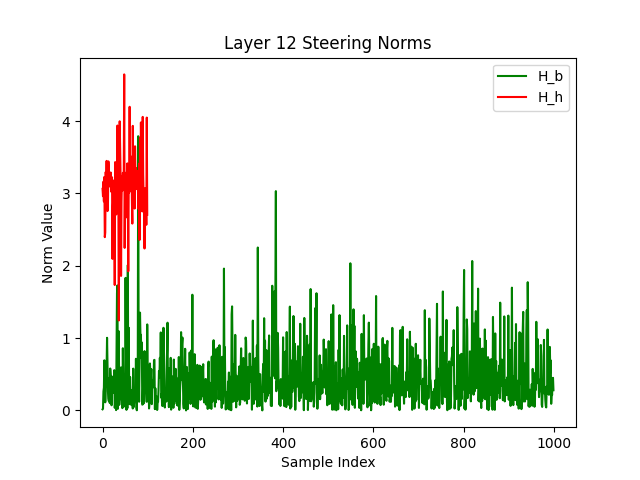 Layer 12 Steering Norms
H_b
H_h
Norm Value
4
3
2
1
0
0 200 400 600 800 1000
Sample Index